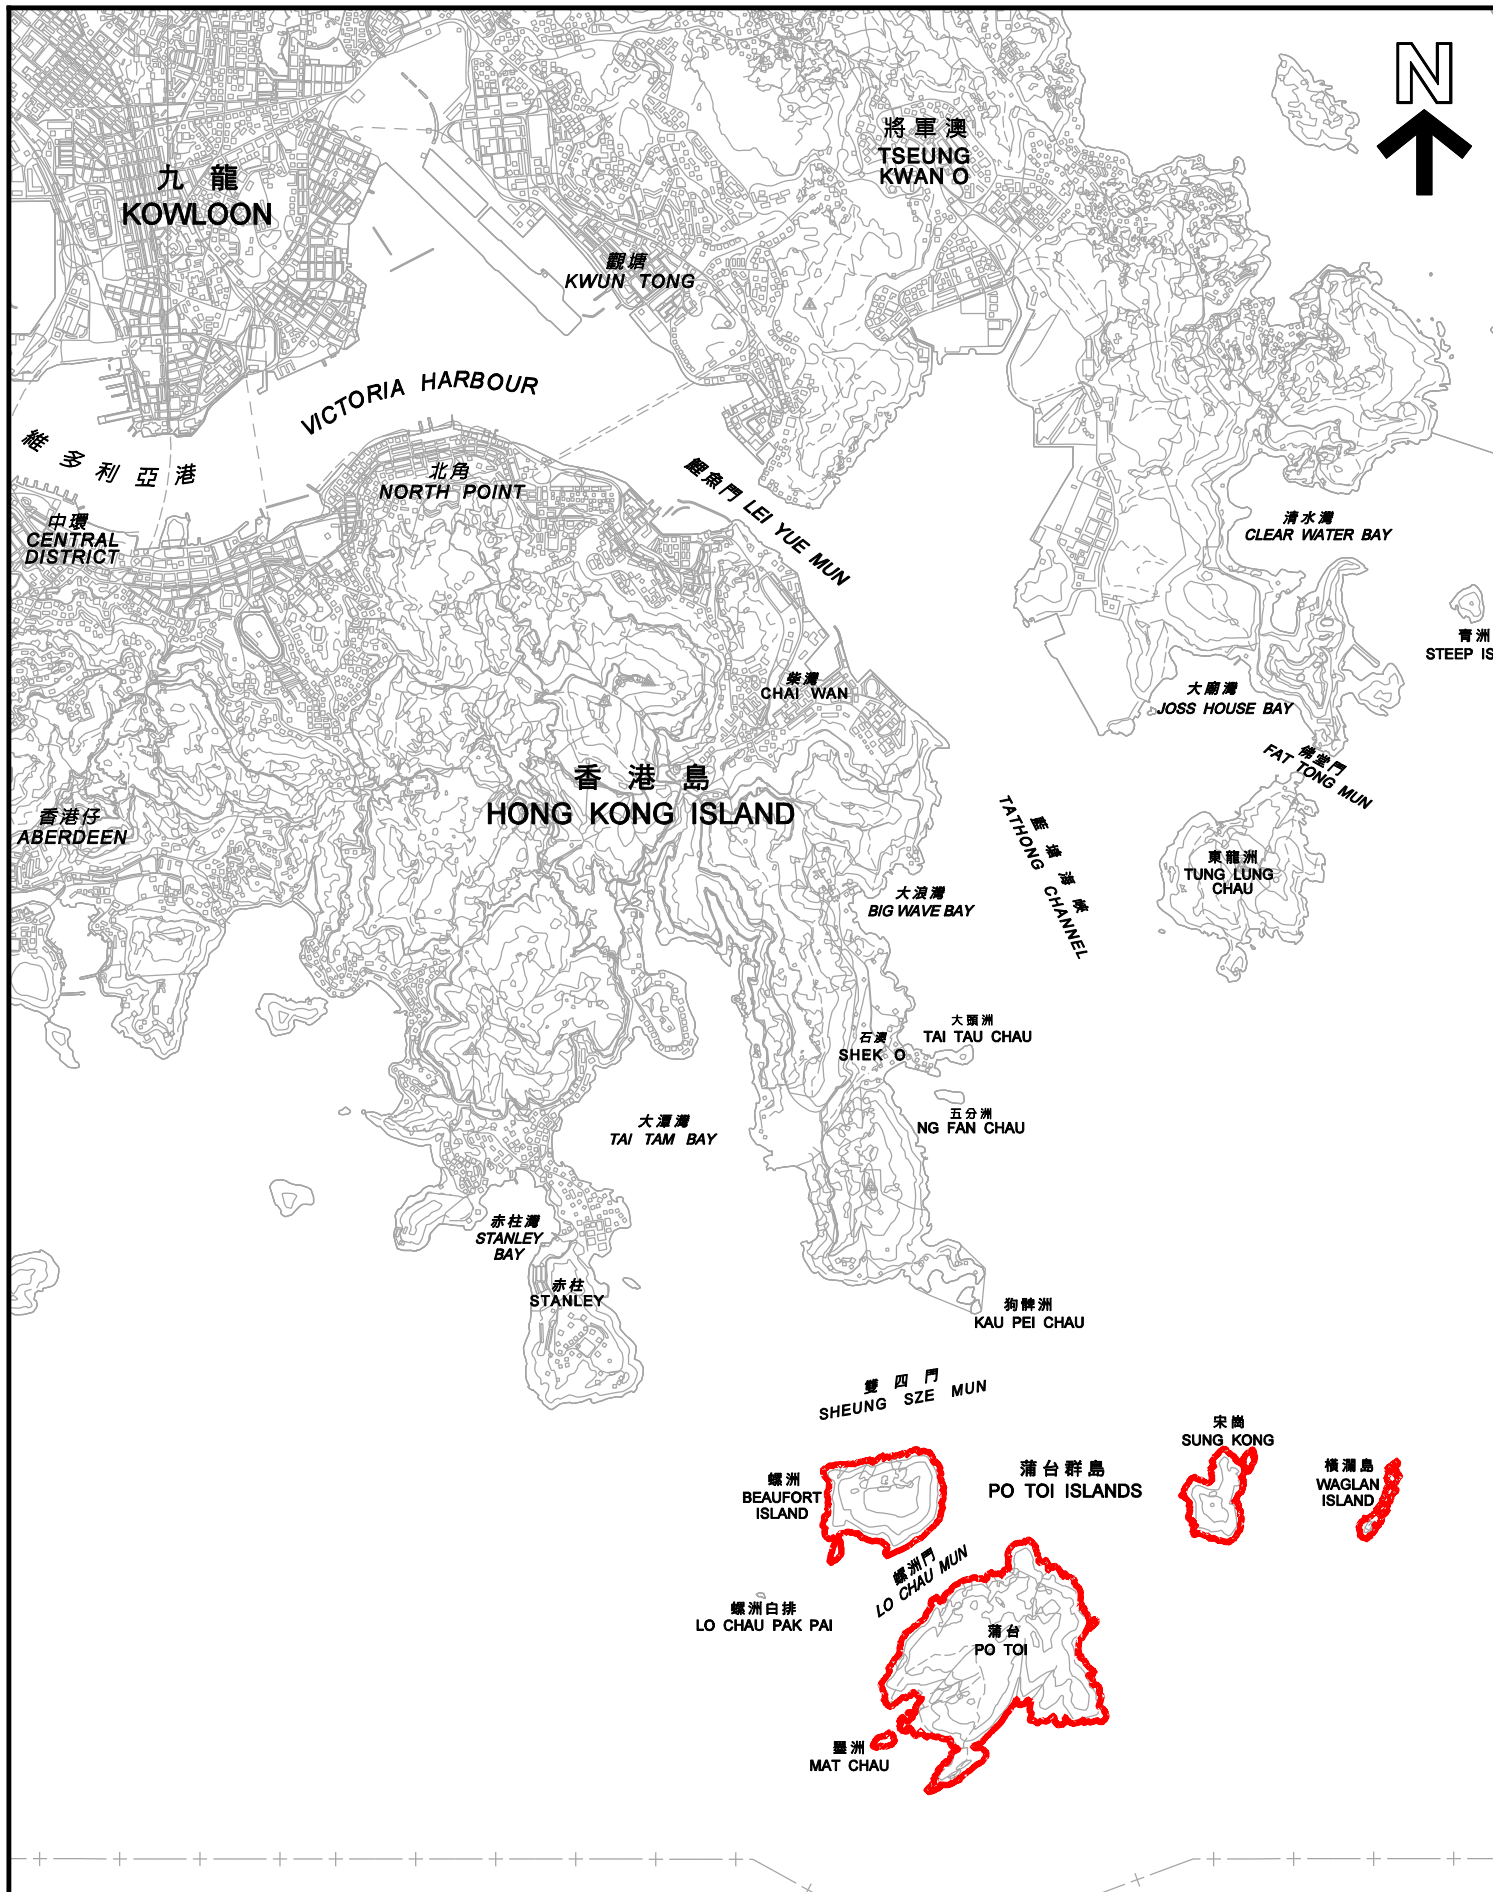 N
將軍澳
TSEUNG
KWAN O
九龍
KOWLOON
觀塘
KWUN TONG
VICTORIA HARBOUR
維多利亞港
北角
NORTH POINT
鯉魚門 LEI YUE MUN
中環
CENTRAL
DISTRICT
清水灣
CLEAR WATER BAY
青洲
STEEP IS
柴灣
CHAI WAN
大廟灣
JOSS HOUSE BAY
佛堂門
FAT TONG MUN
香港島
HONG KONG ISLAND
香港仔
ABERDEEN
藍塘海峽
TATHONG CHANNEL
東龍洲
TUNG LUNG
CHAU
大浪灣
BIG WAVE BAY
大頭洲
TAI TAU CHAU
石澳
SHEK O
五分洲
NG FAN CHAU
大潭灣
TAI TAM BAY
赤柱灣
STANLEY
BAY
赤柱
STANLEY
狗髀洲
KAU PEI CHAU
雙四門
SHEUNG SZE MUN
宋崗
SUNG KONG
蒲台群島
PO TOI ISLANDS
橫瀾島
WAGLAN
ISLAND
螺洲
BEAUFORT
ISLAND
螺洲門
LO CHAU MUN
螺洲白排
LO CHAU PAK PAI
蒲台
PO TOI
墨洲
MAT CHAU